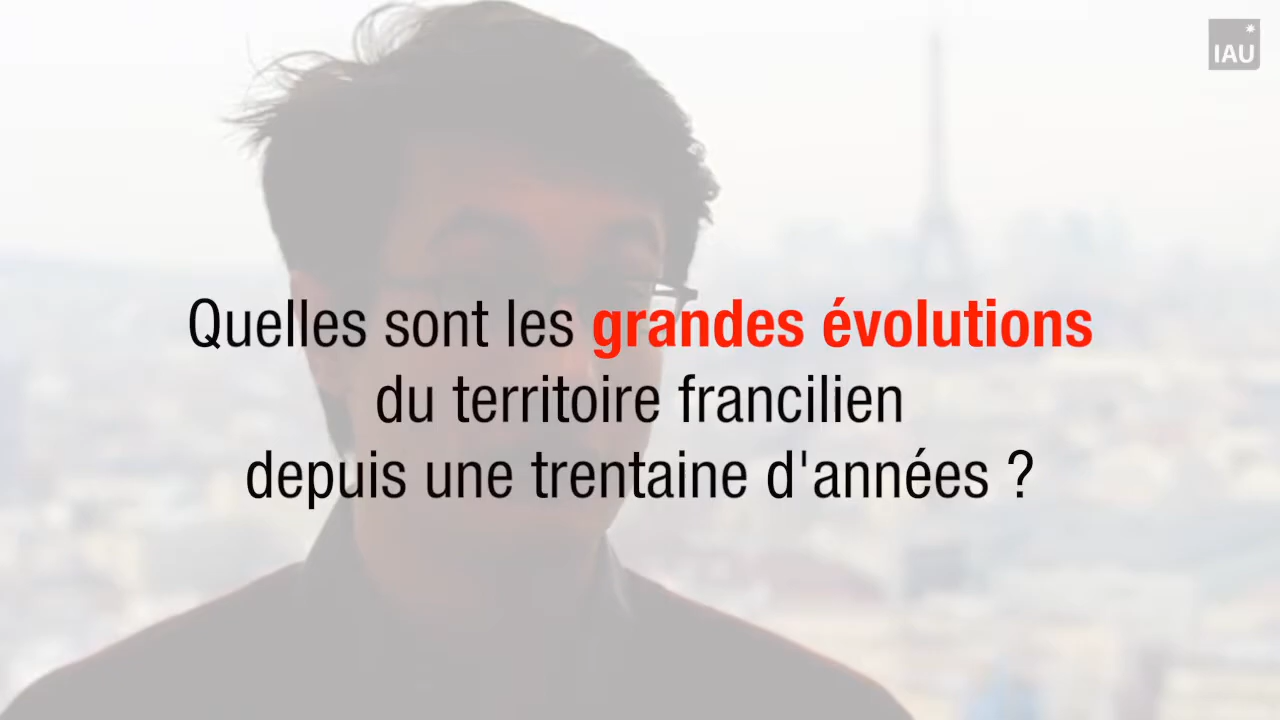 IAU
Quelles sont les grandes évolutions
du territoire francilien
depuis une trentaine d'années ?